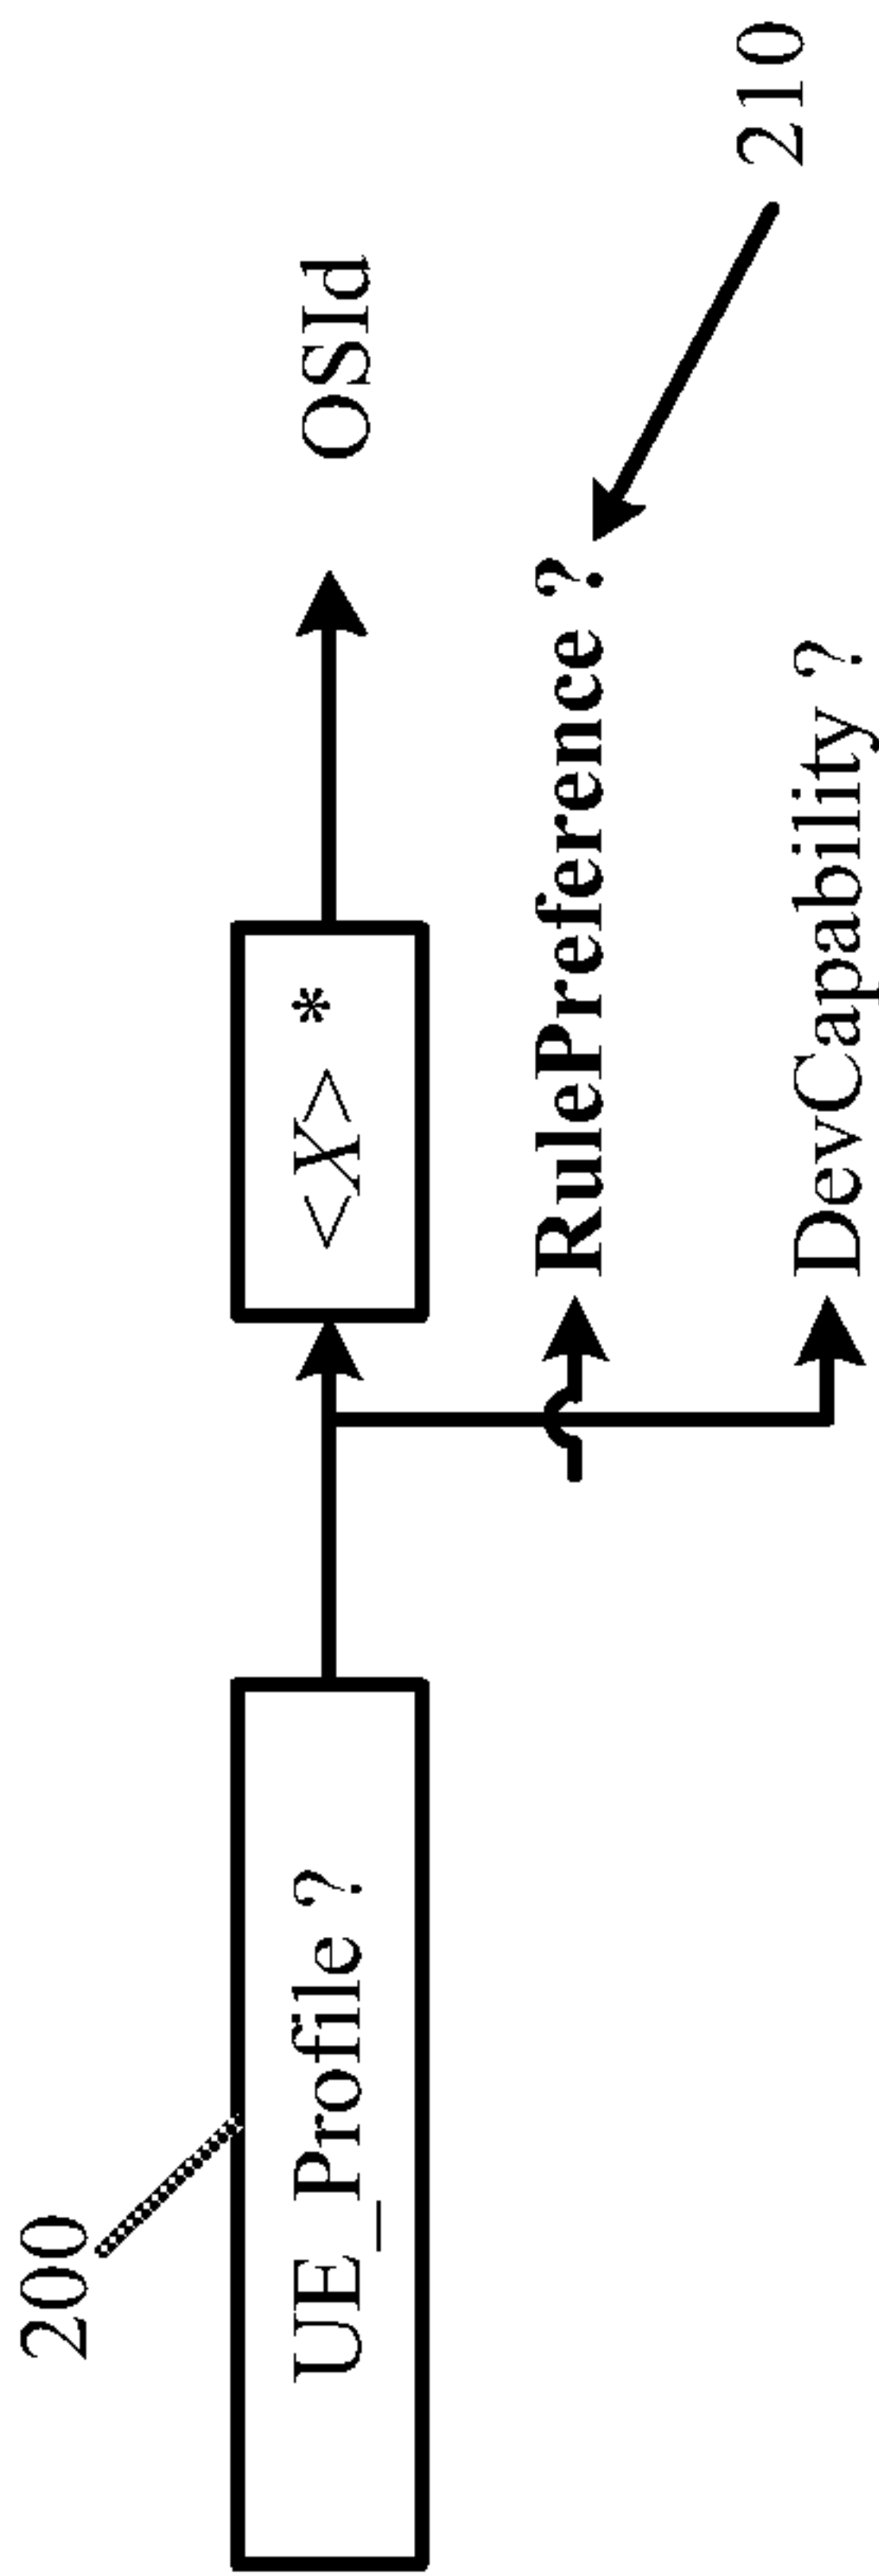 200
UE_Profile ?
<X> *
OSId
RulePreference ?
210
DevCapability ?